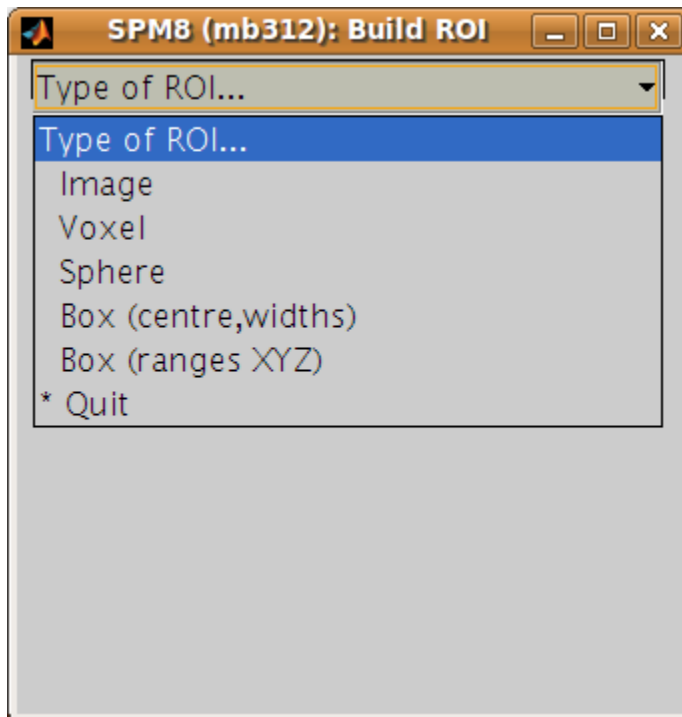 SPM8 (mb312): Build ROI
Type of ROI...
Type of ROI...
Image
Voxel
Sphere
Box (centre,widths)
Box (ranges XYZ)
* Quit